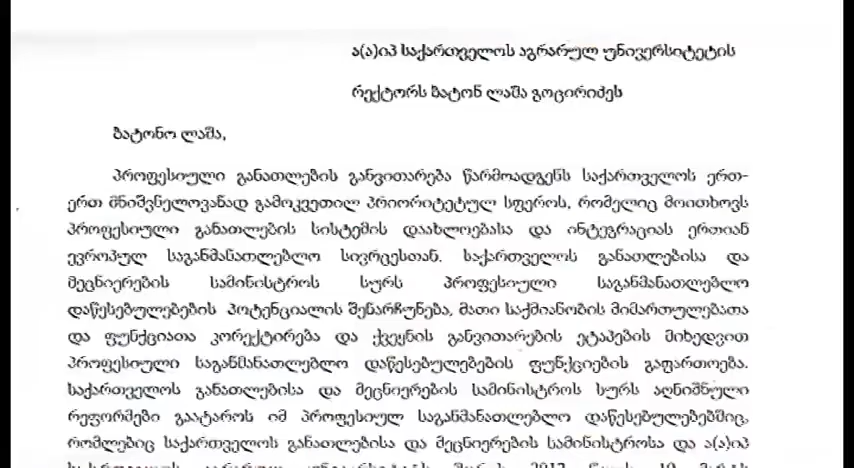 ა(ა)იპ საქართველოს აგრარულ უნივერსიტეტის
რექტორს ბატონ ლაშა გოცირიძეს
ბატონო ლაშა,
პროფესიული განათლების განვითარება წარმოადგენს საქართველოს ერთ-
ერთ მნიშვნელოვანად გამოკვეთილ პრიორიტეტულ სფეროს, რომელიც მოითხოვს
პროფესიული განათლების სისტემის დაახლოებასა და ინტეგრაციას ერთიან
ევროპულ საგანმანათლებლო სივრცესთან. საქართველოს განათლებისა და
მეცნიერების სამინისტროს სურს პროფესიული საგანმანათლებლო
დაწესებულებების პოტენციალის შენარჩუნება, მათი საქმიანობის მიმართულებათა
და ფუნქციათა კორექტირება და ქვეყნის განვითარების ეტაპების მიხედვით
პროფესიული საგანმანათლებლო დაწესებულებების ფუნქციების გაფართოება.
საქართველოს განათლებისა და მეცნიერების სამინისტროს სურს აღნიშნული
რეფორმები გაატაროს იმ პროფესიულ საგანმანათლებლო დაწესებულებებშიც,
რომლებიც საქართველოს განათლებისა და მეცნიერების სამინისტროსა და ა(ა)იპ